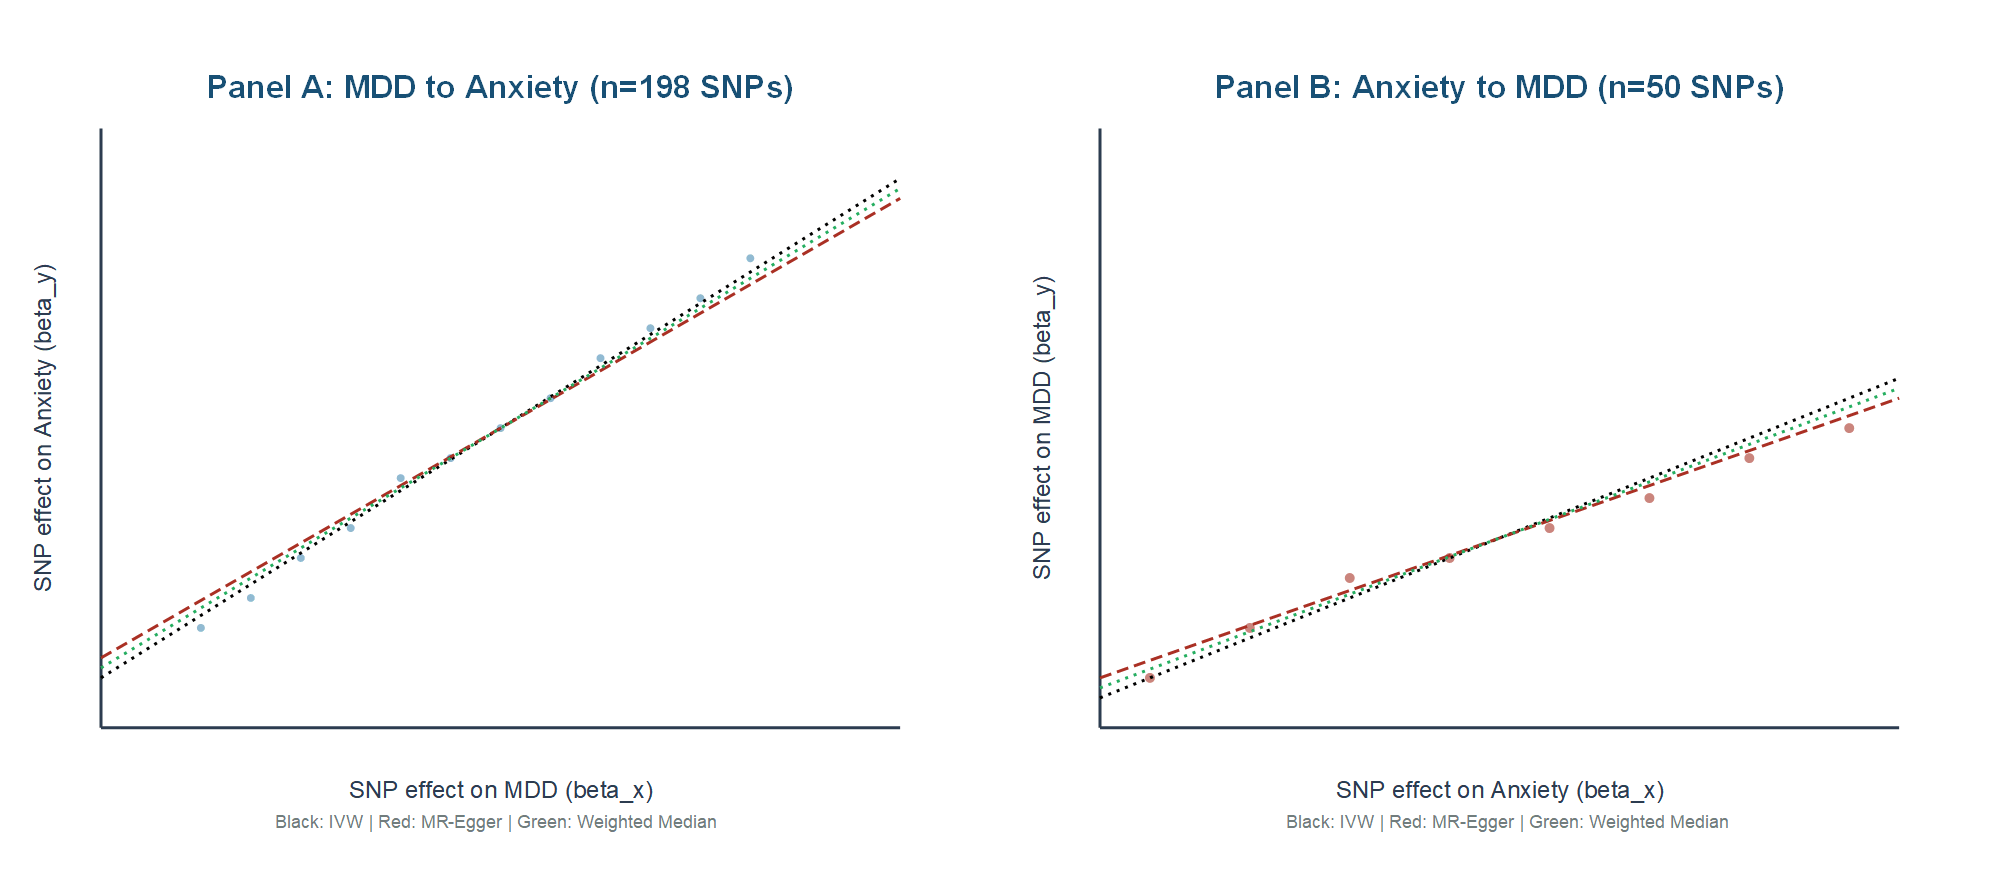 Panel A: MDD to Anxiety (n=198 SNPs)
SNP effect on Anxiety (beta_y)
SNP effect on MDD (beta_x)
Black: IVW | Red: MR-Egger | Green: Weighted Median
Panel B: Anxiety to MDD (n=50 SNPs)
SNP effect on MDD (beta_y)
SNP effect on Anxiety (beta_x)
Black: IVW | Red: MR-Egger | Green: Weighted Median